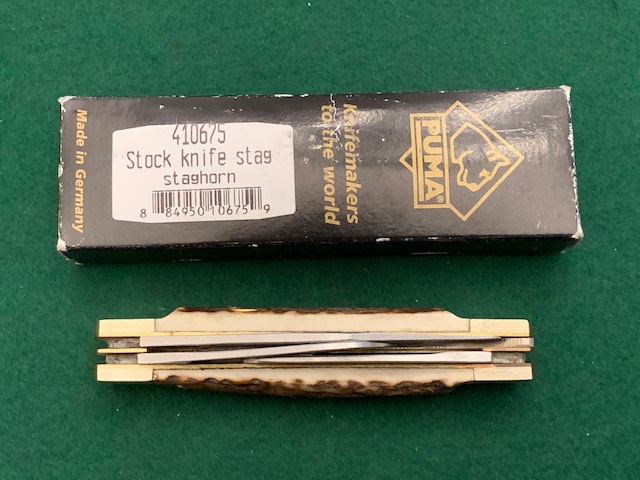 410675
Stock knife stag
staghorn
8 84950 10675 9
Made in Germany
Knifemakers
to the world
PUMA®